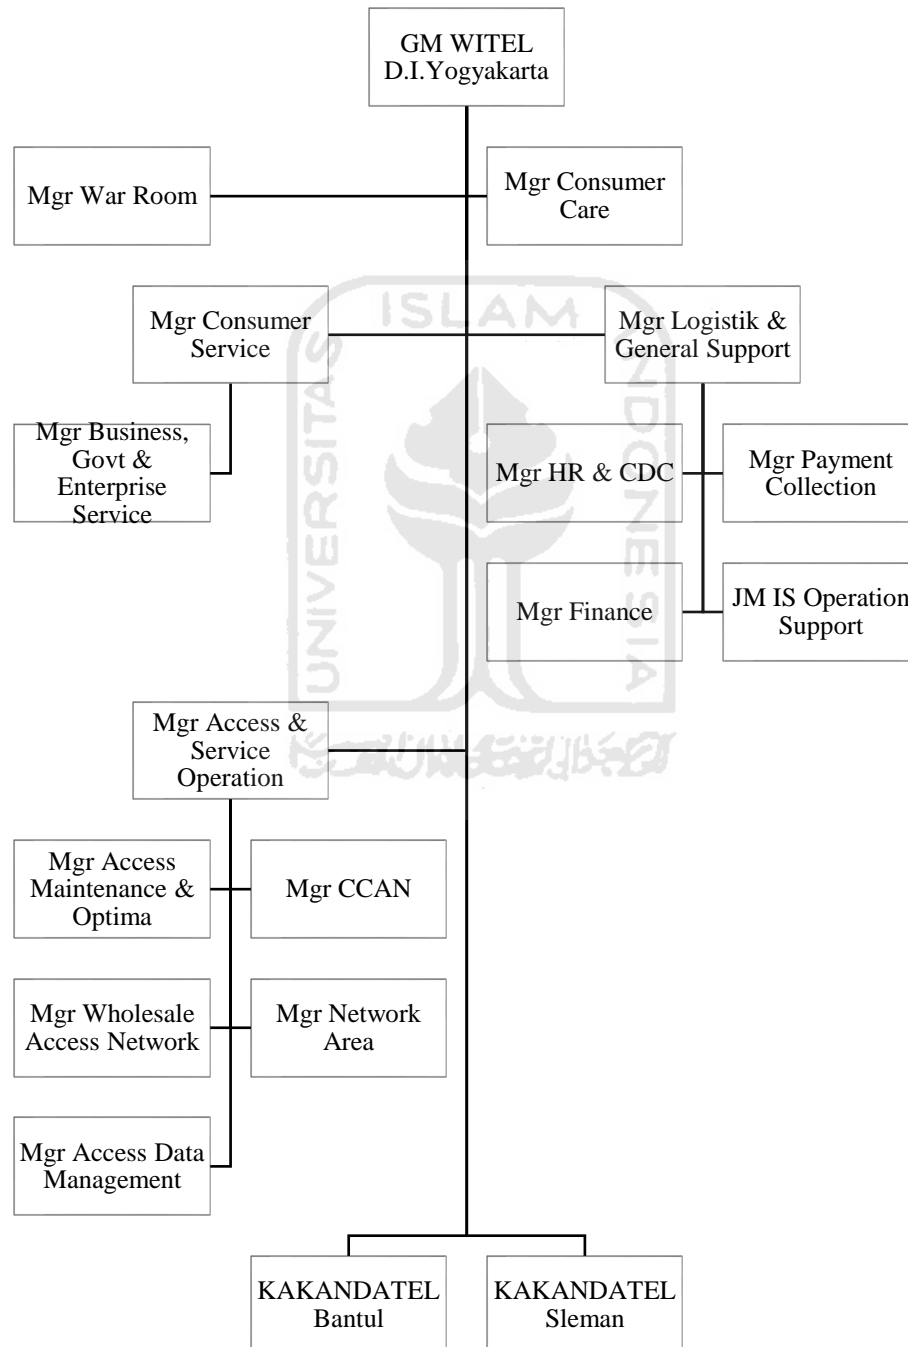 GM WITEL
D.I.Yogyakarta
Mgr War Room
Mgr Consumer
Care
Mgr Consumer
Service
Mgr Logistik &
General Support
Mgr Business,
Govt &
Enterprise
Service
Mgr HR & CDC
Mgr Payment
Collection
Mgr Finance
JM IS Operation
Support
Mgr Access &
Service
Operation
Mgr Access
Maintenance &
Optima
Mgr CCAN
Mgr Wholesale
Access Network
Mgr Network
Area
Mgr Access Data
Management
KAKANDATEL
Bantul
KAKANDATEL
Sleman
UNIVERSITAS
ISLAM
INDONESIA